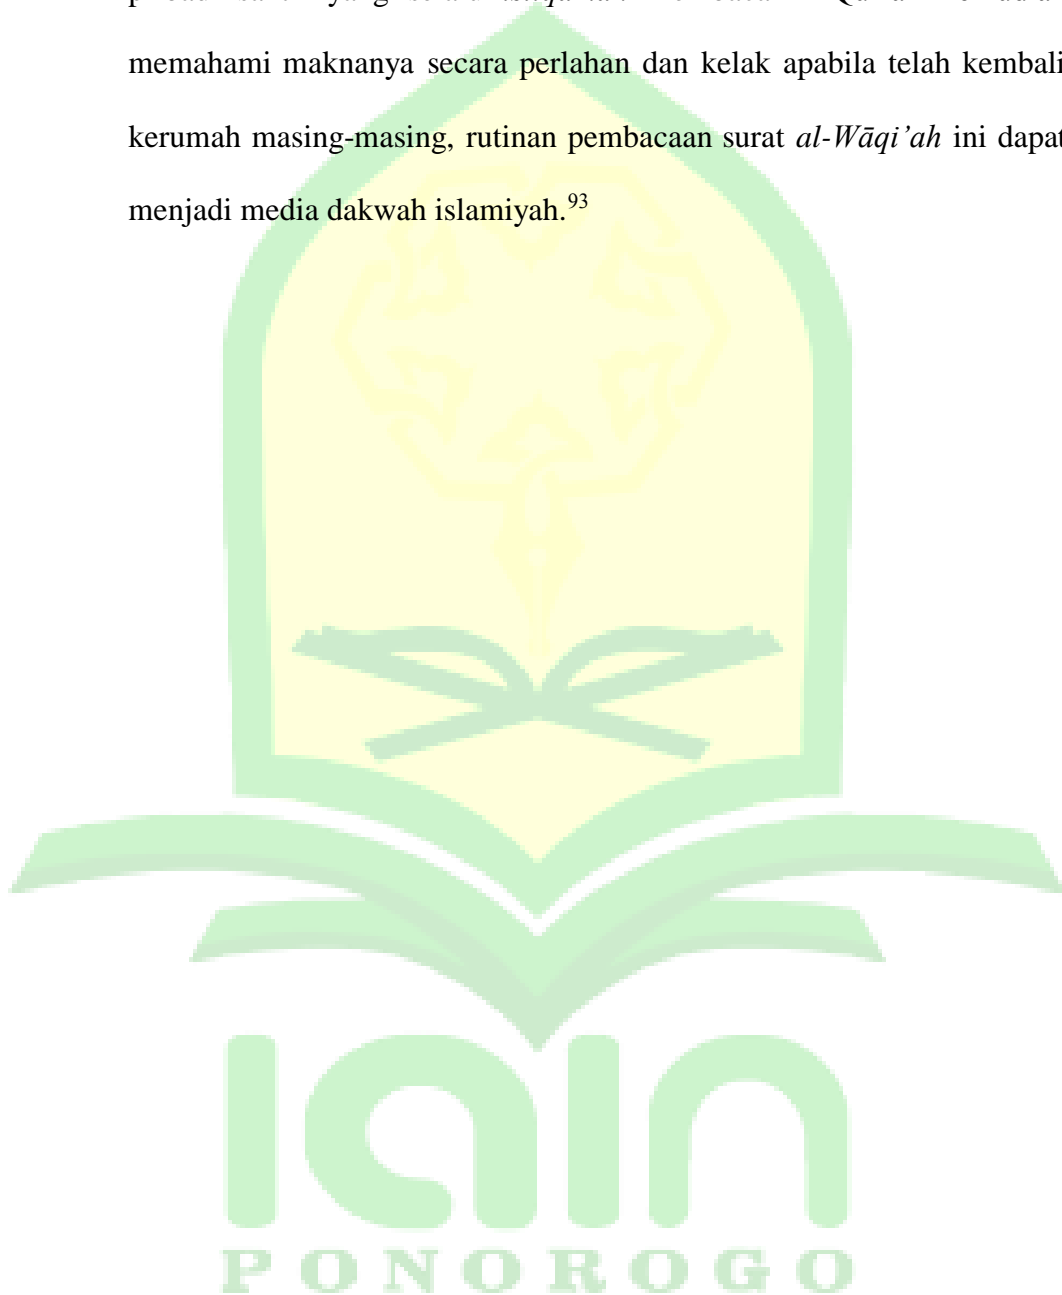 memahami maknanya secara perlahan dan kelak apabila telah kembali
kerumah masing-masing, rutinan pembacaan surat al-Wāqi’ah ini dapat
menjadi media dakwah islamiyah.93
iain
PONOROGO